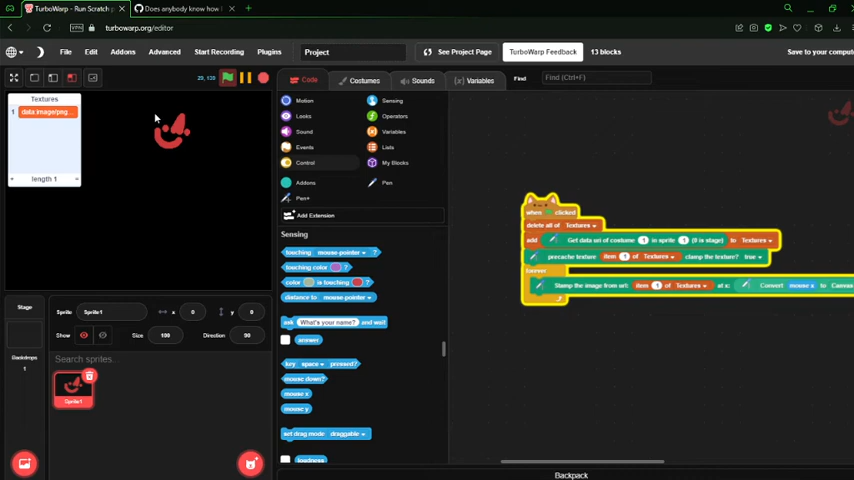 TurboWarp - Run Scratch p
Does anybody know how l
VPN turbowarp.org/editor
File Edit Addons Advanced Start Recording Plugins Project See Project Page TurboWarp Feedback 13 blocks Save to your compute
Code Costumes Sounds Variables Find Find (Ctrl+F)
Textures
1 data:image/png...
+ length 1 =
Motion
Looks
Sound
Events
Control
Sensing
Operators
Variables
Lists
My Blocks
Addons
Pen
Pen+
Add Extension
Sensing
touching mouse-pointer ?
touching color ?
color is touching ?
distance to mouse-pointer
ask What's your name? and wait
answer
key space pressed?
mouse down?
mouse x
mouse y
set drag mode draggable
loudness
when clicked
delete all of Textures
add Get data uri of costume 1 in sprite 1 (0 is stage) to Textures
precache texture item 1 of Textures clamp the texture? true
forever
Stamp the image from url: item 1 of Textures at x: Convert mouse x to Canvas
Sprite Sprite1 x 0 y 0
Show Size 100 Direction 90
Search sprites...
Sprite1
Stage
Backdrops
1
Backpack